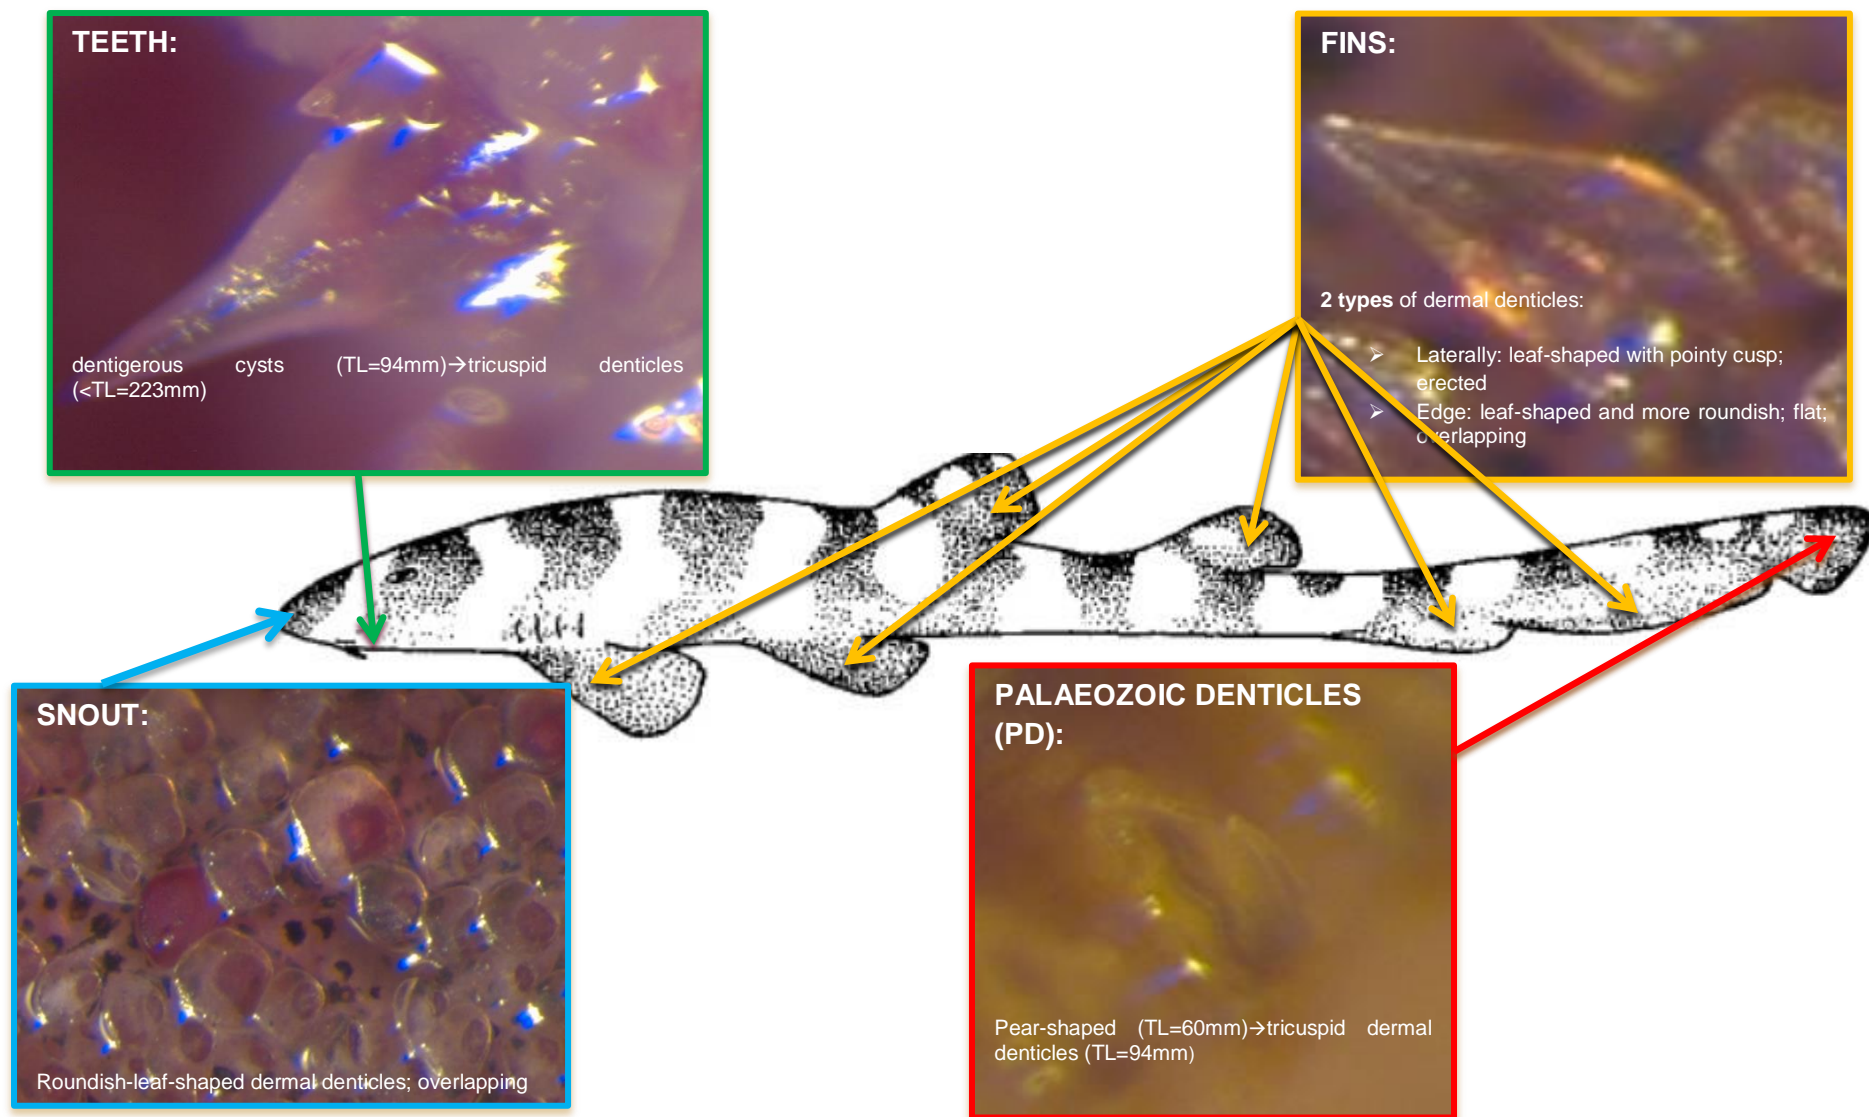 TEETH:
dentigerous cysts (TL=94mm)→tricuspid denticles
(<TL=223mm)
FINS:
2 types of dermal denticles:
➢ Laterally: leaf-shaped with pointy cusp;
erected
➢ Edge: leaf-shaped and more roundish; flat;
overlapping
SNOUT:
Roundish-leaf-shaped dermal denticles; overlapping
PALAEOZOIC DENTICLES
(PD):
Pear-shaped (TL=60mm)→tricuspid dermal
denticles (TL=94mm)